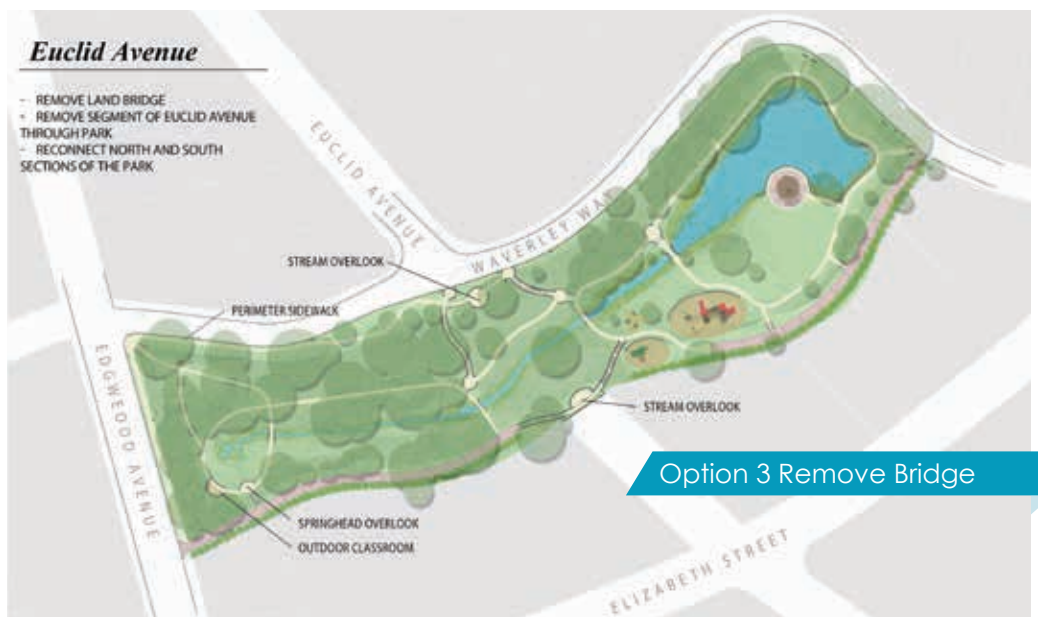 Euclid Avenue
- REMOVE LAND BRIDGE
- REMOVE SEGMENT OF EUCLID AVENUE
THROUGH PARK
- RECONNECT NORTH AND SOUTH
SECTIONS OF THE PARK
EUCLID AVENUE
WAVERLEY WAY
STREAM OVERLOOK
PERIMETER SIDEWALK
EDGWEOOD AVENUE
STREAM OVERLOOK
Option 3 Remove Bridge
SPRINGHEAD OVERLOOK
OUTDOOR CLASSROOM
ELIZABETH STREET